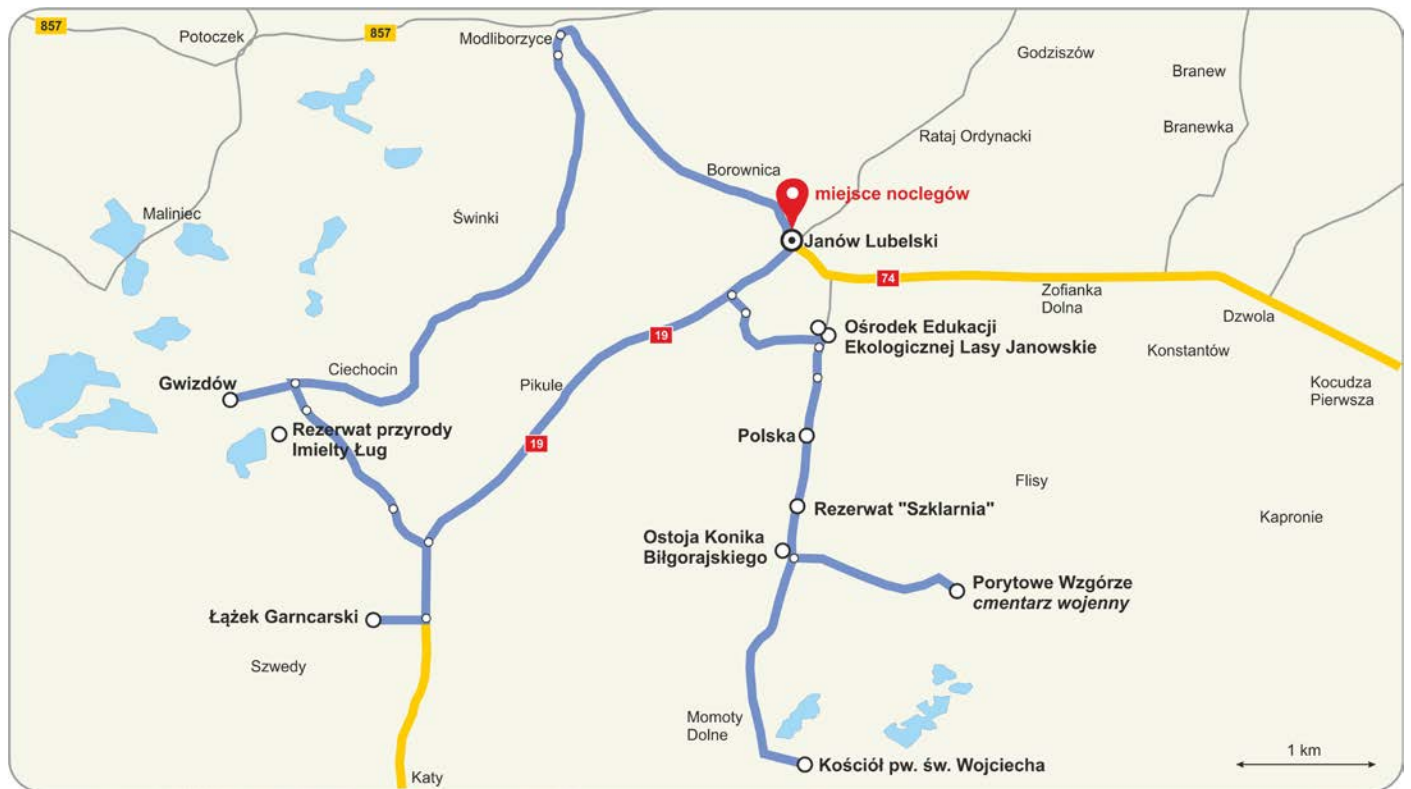 857
Potoczek
857
Modliborzyce
Godziszów
Branew
Branewka
Rataj Ordynacki
Borownica
miejsce noclegów
Maliniec
Świnki
Janów Lubelski
74
Zofianka
Dolna
Dzwola
19
Ośrodek Edukacji
Ekologicznej Lasy Janowskie
Konstantów
Ciechocin
Gwizdów
Pikule
Kocudza
Pierwsza
Rezerwat przyrody
Imielty Ług
19
Polska
Flisy
Rezerwat "Szklarnia"
Kapronie
Ostoja Konika
Biłgorajskiego
Porytowe Wzgórze
cmentarz wojenny
Łążek Garncarski
Szwedy
Momoty
Dolne
Kościół pw. św. Wojciecha
1 km
Katy